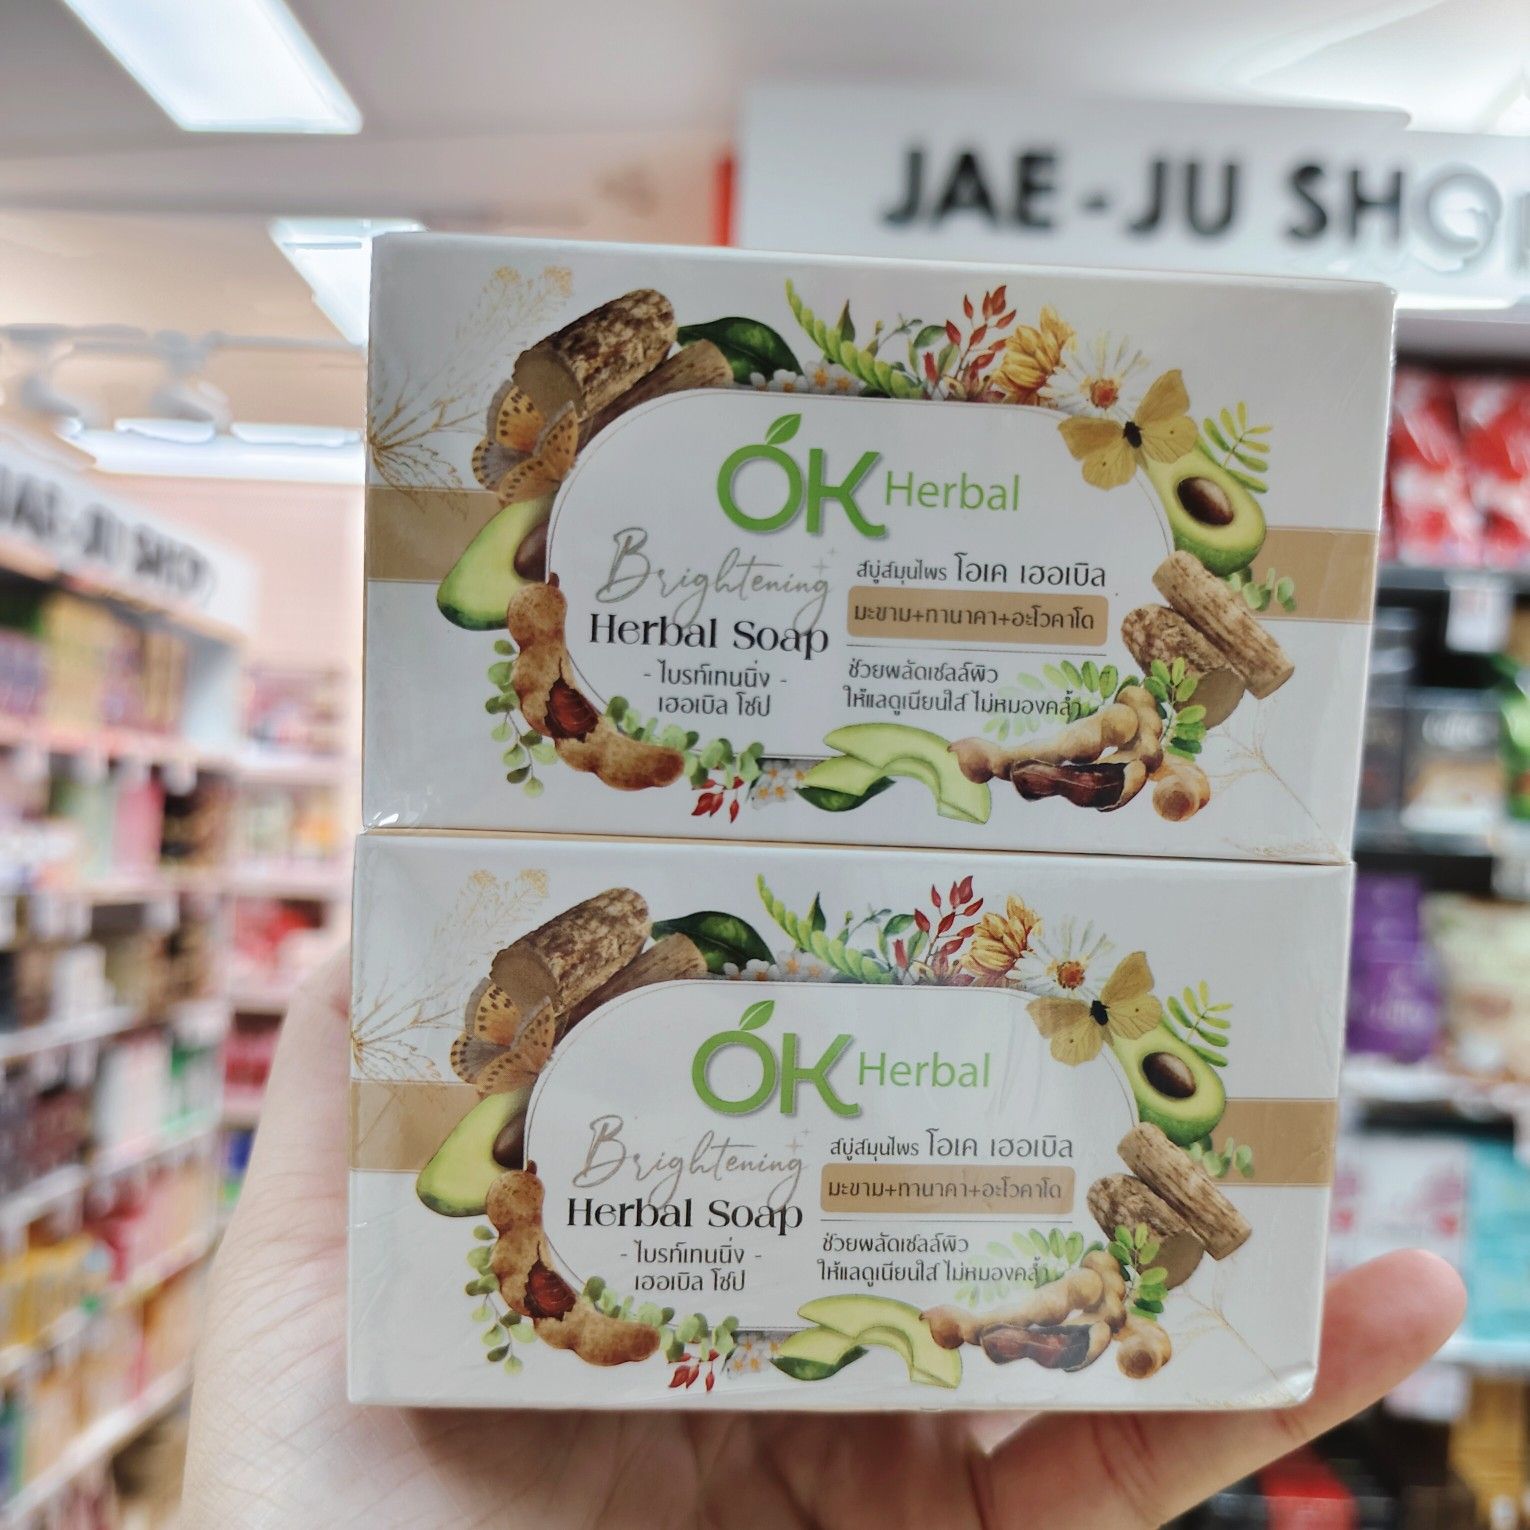 JAE-JU SHOP
JAE-JU SHOP
OK Herbal
Brightening
Herbal Soap
- ไบรท์เทนนิ่ง -
เฮอเบิล โซป
สบู่สมุนไพร โอเค เฮอเบิล
มะขาม+ทานาคา+อะโวคาโด
ช่วยผลัดเซลล์ผิว
ให้แลดูเนียนใส ไม่หมองคล้ำ
OK Herbal
Brightening
Herbal Soap
- ไบรท์เทนนิ่ง -
เฮอเบิล โซป
สบู่สมุนไพร โอเค เฮอเบิล
มะขาม+ทานาคา+อะโวคาโด
ช่วยผลัดเซลล์ผิว
ให้แลดูเนียนใส ไม่หมองคล้ำ